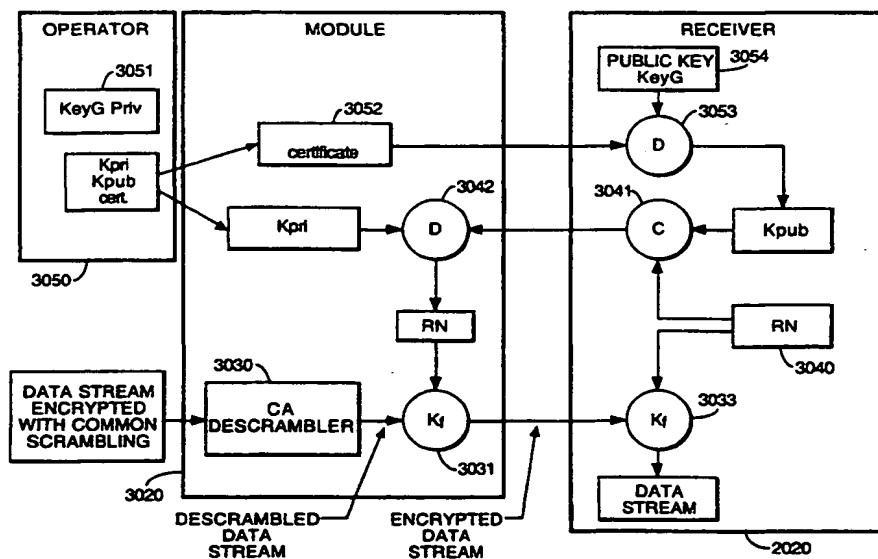 OPERATOR
3051
KeyG Priv
Kpri
Kpub
cert.
3050
MODULE
3052
certificate
3042
Kpri
D
RN
3030
CA
DESCRAMBLER
Kf
3031
3020
DATA STREAM
ENCRYPTED
WITH COMMON
SCRAMBLING
DESCRAMBLED
DATA
STREAM
ENCRYPTED
DATA
STREAM
RECEIVER
PUBLIC KEY
KeyG
3054
3053
D
3041
C
Kpub
RN
3040
Kf
3033
DATA
STREAM
2020